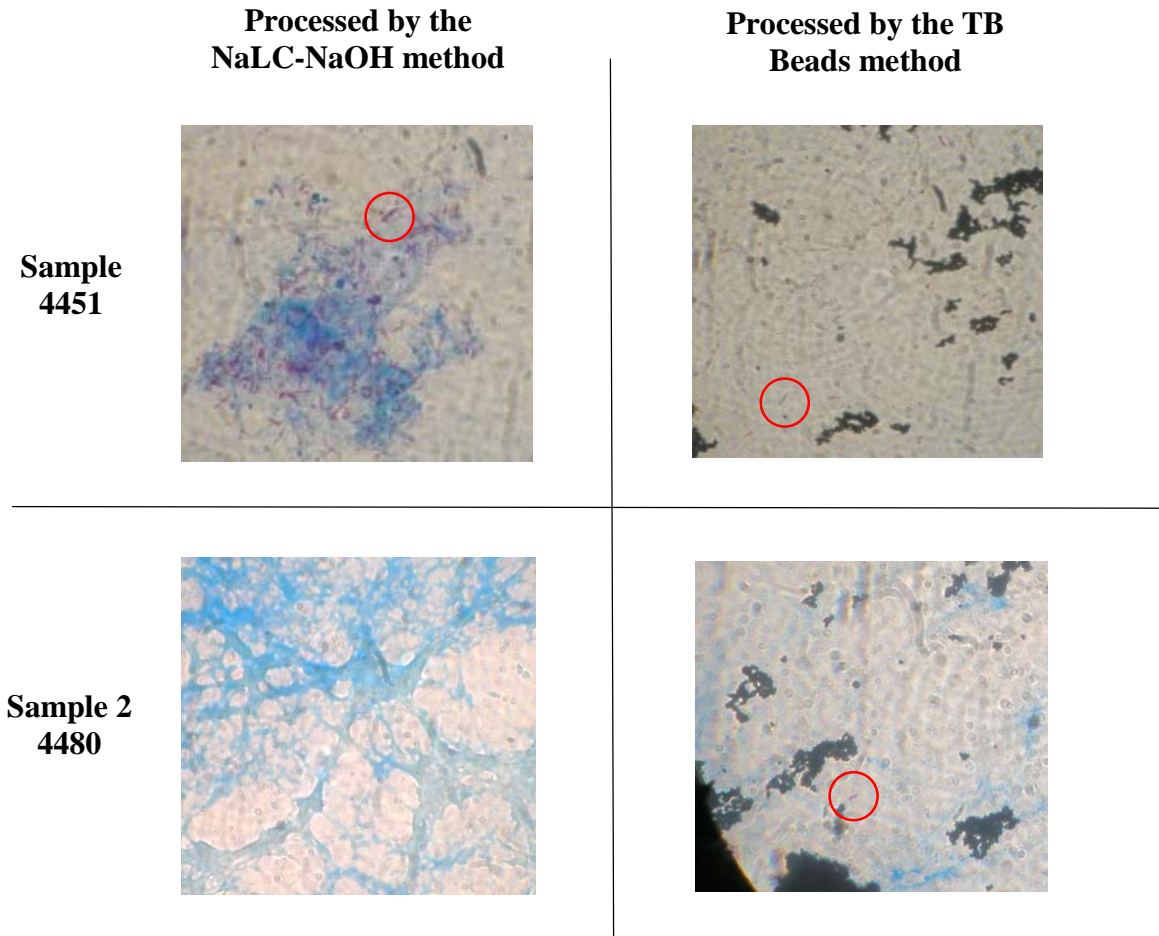 Processed by the
NaLC-NaOH method
Processed by the TB
Beads method
Sample
4451
Sample 2
4480